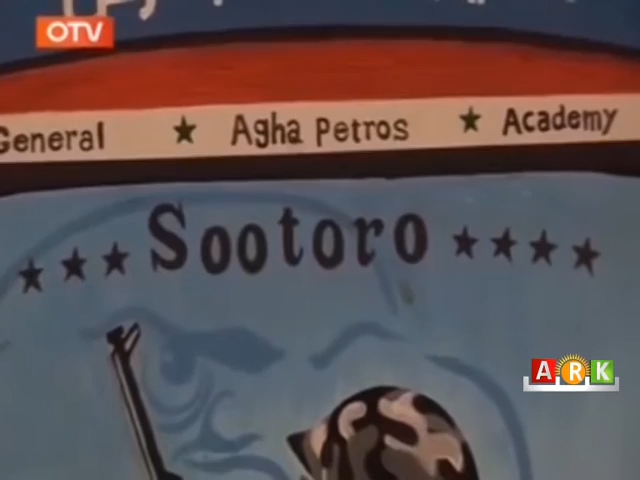 OTV
General ★ Agha Petros ★ Academy
★ ★ ★ Sootoro ★ ★ ★ ★
ARK